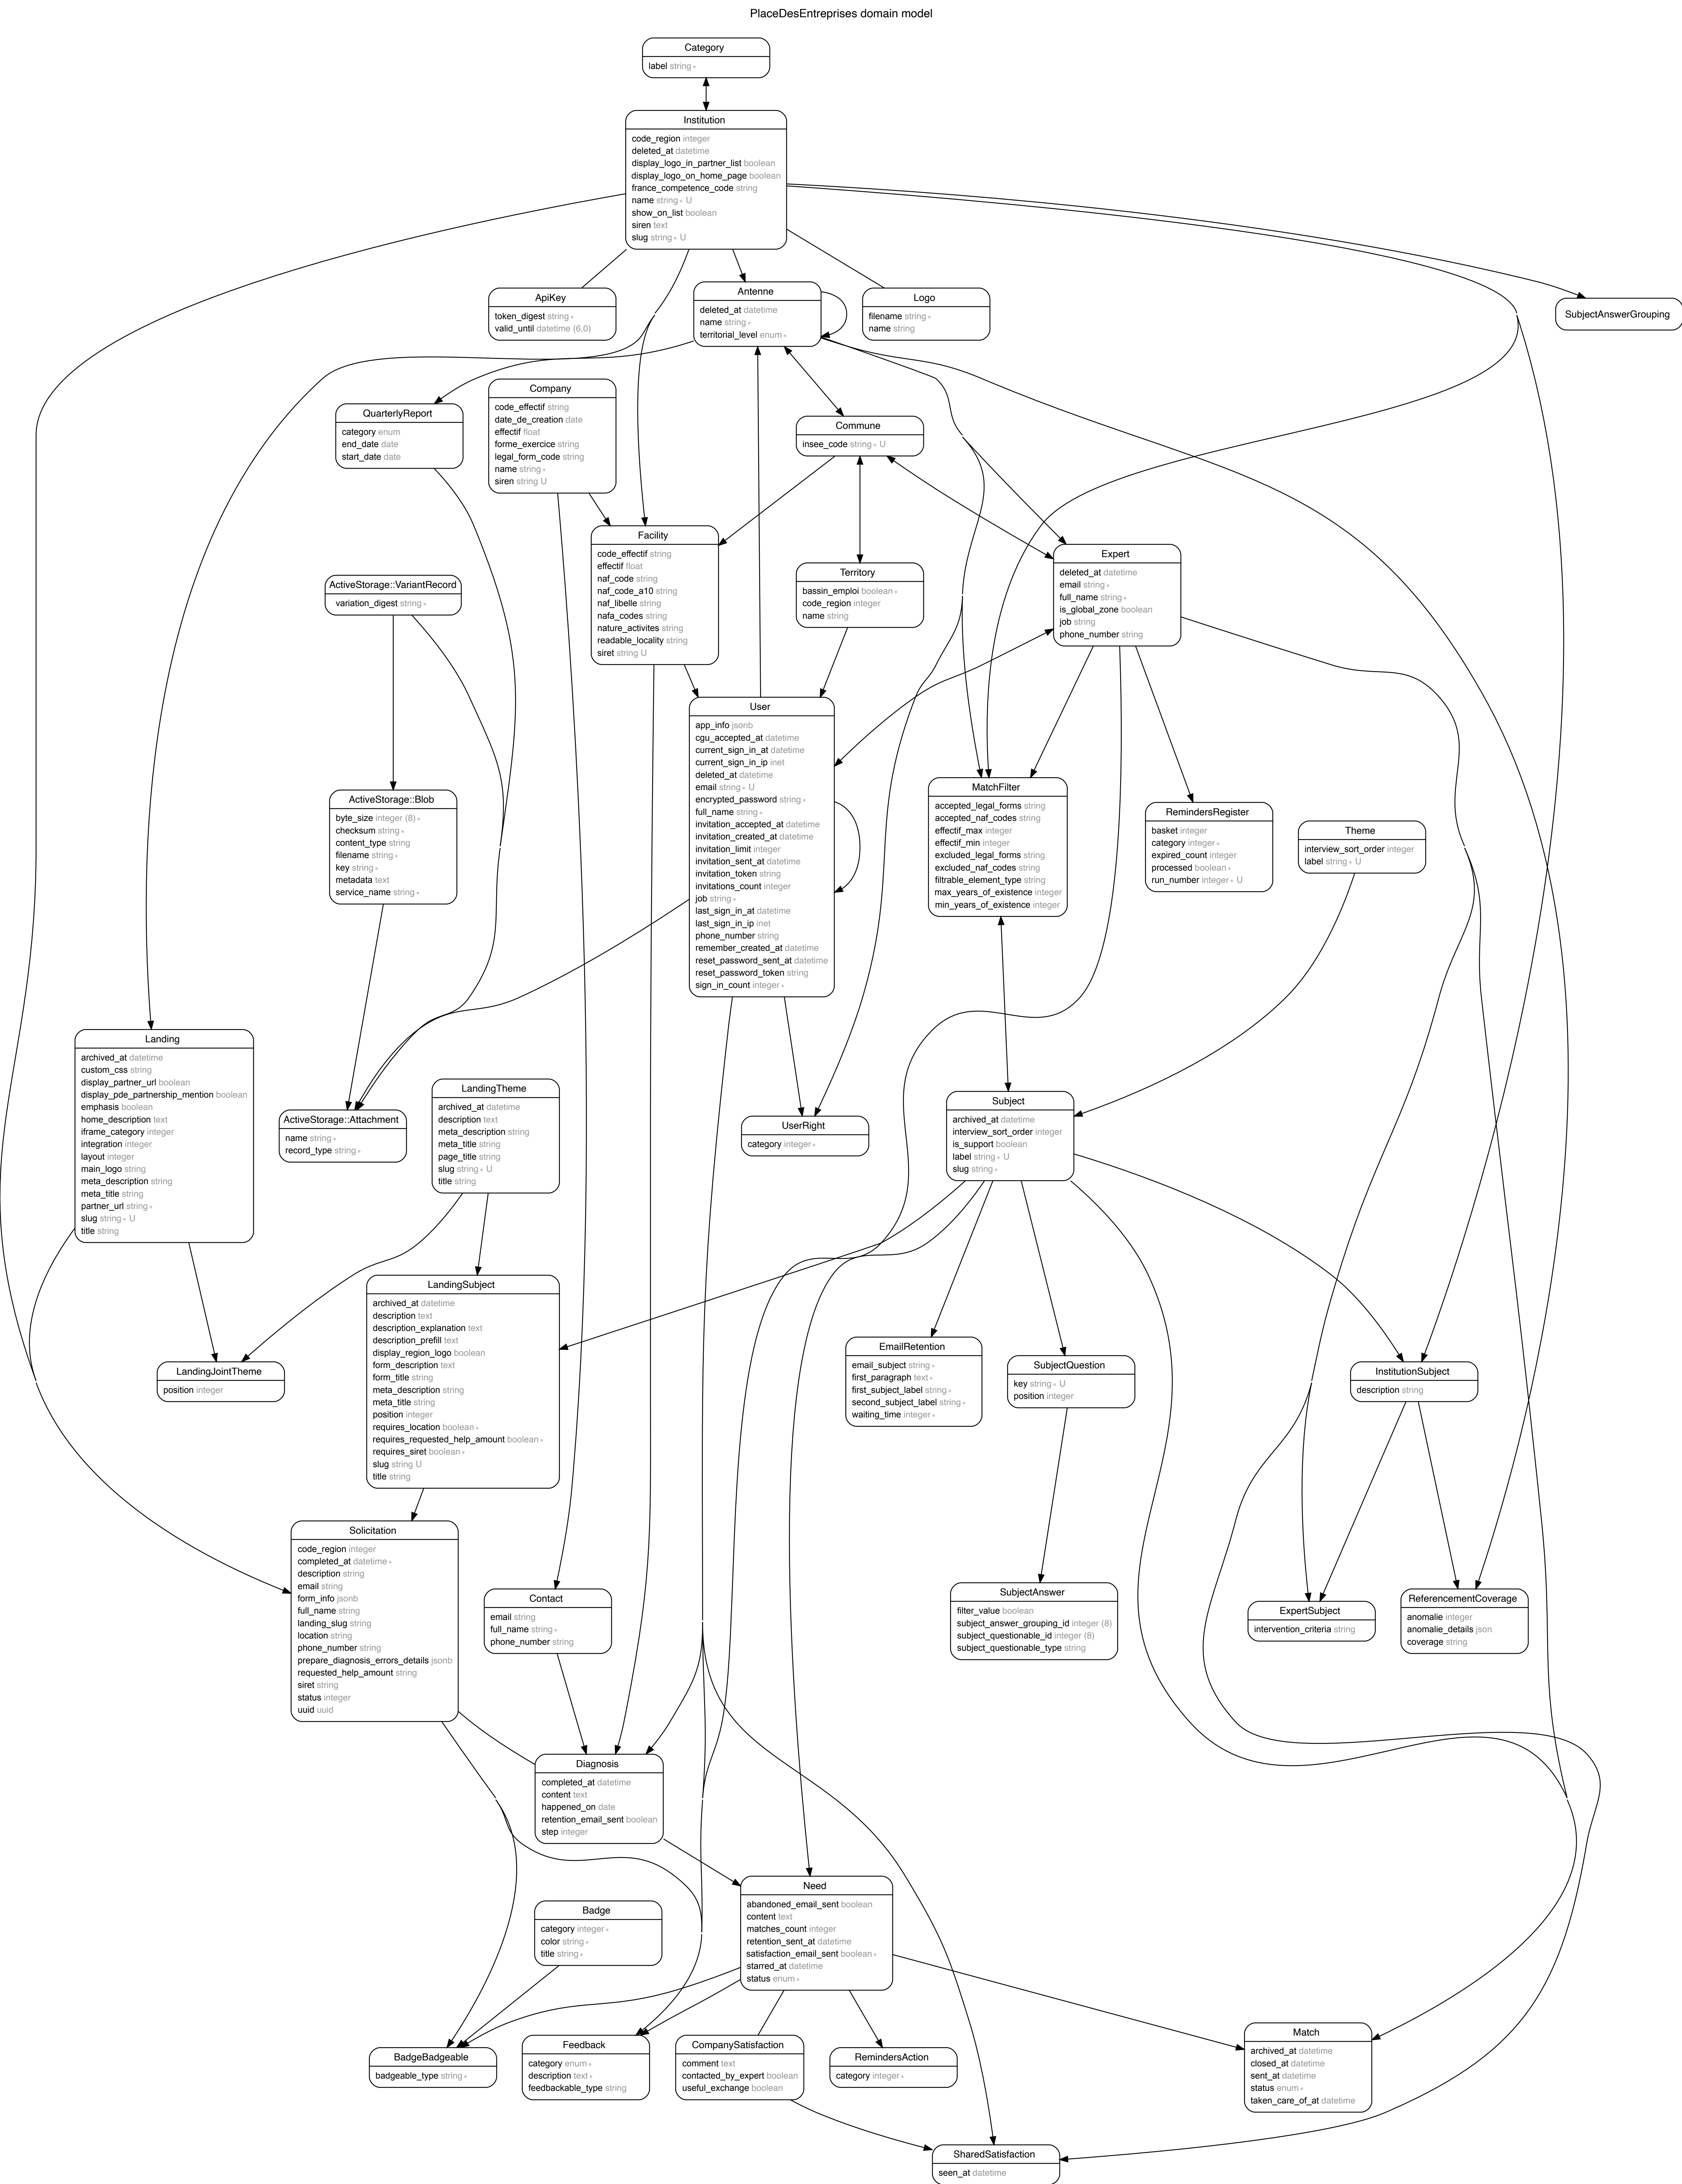 PlaceDesEntreprises domain model
Category
label string ∗
Institution
code_region integer
deleted_at datetime
display_logo_in_partner_list boolean
display_logo_on_home_page boolean
france_competence_code string
name string ∗ U
show_on_list boolean
siren text
slug string ∗ U
ApiKey
token_digest string ∗
valid_until datetime (6,0)
Antenne
deleted_at datetime
name string ∗
territorial_level enum ∗
Logo
filename string ∗
name string
SubjectAnswerGrouping
QuarterlyReport
category enum
end_date date
start_date date
Company
code_effectif string
date_de_creation date
effectif float
forme_exercice string
legal_form_code string
name string ∗
siren string U
Commune
insee_code string ∗ U
Facility
code_effectif string
effectif float
naf_code string
naf_code_a10 string
naf_libelle string
nafa_codes string
nature_activites string
readable_locality string
siret string U
Territory
bassin_emploi boolean ∗
code_region integer
name string
Expert
deleted_at datetime
email string ∗
full_name string ∗
is_global_zone boolean
job string
phone_number string
ActiveStorage::VariantRecord
variation_digest string ∗
User
app_info jsonb
cgu_accepted_at datetime
current_sign_in_at datetime
current_sign_in_ip inet
deleted_at datetime
email string ∗ U
encrypted_password string ∗
full_name string ∗
invitation_accepted_at datetime
invitation_created_at datetime
invitation_limit integer
invitation_sent_at datetime
invitation_token string
invitations_count integer
job string ∗
last_sign_in_at datetime
last_sign_in_ip inet
phone_number string
remember_created_at datetime
reset_password_sent_at datetime
reset_password_token string
sign_in_count integer ∗
ActiveStorage::Blob
byte_size integer (8) ∗
checksum string ∗
content_type string
filename string ∗
key string ∗
metadata text
service_name string ∗
MatchFilter
accepted_legal_forms string
accepted_naf_codes string
effectif_max integer
effectif_min integer
excluded_legal_forms string
excluded_naf_codes string
filtrable_element_type string
max_years_of_existence integer
min_years_of_existence integer
RemindersRegister
basket integer
category integer ∗
expired_count integer
processed boolean ∗
run_number integer ∗ U
Theme
interview_sort_order integer
label string ∗ U
Landing
archived_at datetime
custom_css string
display_partner_url boolean
display_pde_partnership_mention boolean
emphasis boolean
home_description text
iframe_category integer
integration integer
layout integer
main_logo string
meta_description string
meta_title string
partner_url string ∗
slug string ∗ U
title string
ActiveStorage::Attachment
name string ∗
record_type string ∗
LandingTheme
archived_at datetime
description text
meta_description string
meta_title string
page_title string
slug string ∗ U
title string
UserRight
category integer ∗
Subject
archived_at datetime
interview_sort_order integer
is_support boolean
label string ∗ U
slug string ∗
LandingSubject
archived_at datetime
description text
description_explanation text
description_prefill text
display_region_logo boolean
form_description text
form_title string
meta_description string
meta_title string
position integer
requires_location boolean ∗
requires_requested_help_amount boolean ∗
requires_siret boolean ∗
slug string U
title string
LandingJointTheme
position integer
EmailRetention
email_subject string ∗
first_paragraph text ∗
first_subject_label string ∗
second_subject_label string ∗
waiting_time integer ∗
SubjectQuestion
key string ∗ U
position integer
InstitutionSubject
description string
Solicitation
code_region integer
completed_at datetime ∗
description string
email string
form_info jsonb
full_name string
landing_slug string
location string
phone_number string
prepare_diagnosis_errors_details jsonb
requested_help_amount string
siret string
status integer
uuid uuid
Contact
email string
full_name string ∗
phone_number string
SubjectAnswer
filter_value boolean
subject_answer_grouping_id integer (8)
subject_questionable_id integer (8)
subject_questionable_type string
ExpertSubject
intervention_criteria string
ReferencementCoverage
anomalie integer
anomalie_details json
coverage string
Diagnosis
completed_at datetime
content text
happened_on date
retention_email_sent boolean
step integer
Need
abandoned_email_sent boolean
content text
matches_count integer
retention_sent_at datetime
satisfaction_email_sent boolean ∗
starred_at datetime
status enum ∗
Badge
category integer ∗
color string ∗
title string ∗
BadgeBadgeable
badgeable_type string ∗
Feedback
category enum ∗
description text ∗
feedbackable_type string
CompanySatisfaction
comment text
contacted_by_expert boolean
useful_exchange boolean
RemindersAction
category integer ∗
Match
archived_at datetime
closed_at datetime
sent_at datetime
status enum ∗
taken_care_of_at datetime
SharedSatisfaction
seen_at datetime